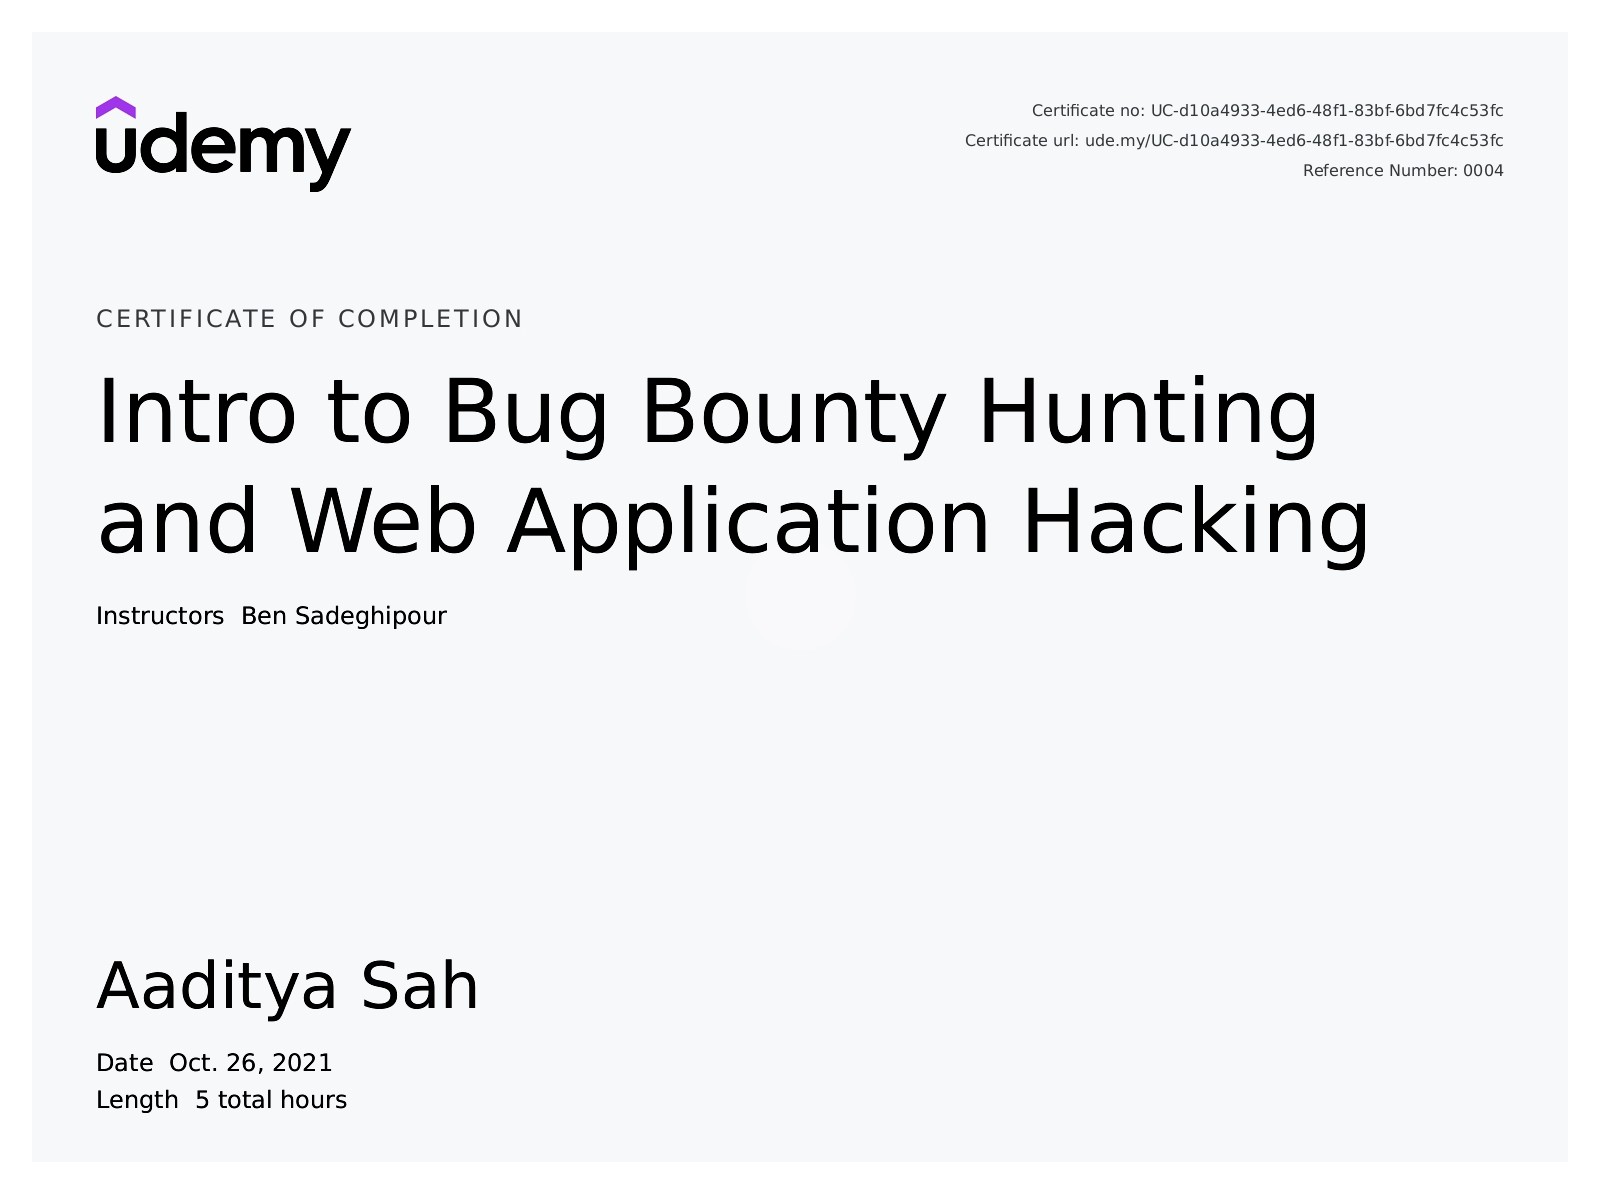 udemy
Certificate no: UC-d10a4933-4ed6-48f1-83bf-6bd7fc4c53fc
Certificate url: ude.my/UC-d10a4933-4ed6-48f1-83bf-6bd7fc4c53fc
Reference Number: 0004
CERTIFICATE OF COMPLETION
Intro to Bug Bounty Hunting
and Web Application Hacking
Instructors Ben Sadeghipour
Aaditya Sah
Date Oct. 26, 2021
Length 5 total hours